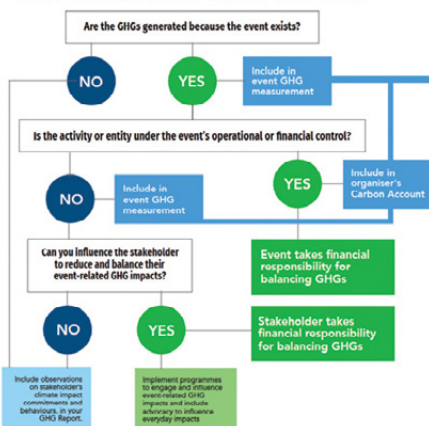 Are the GHGs generated because the event exists?
NO
YES
Include in
event GHG
measurement
Is the activity or entity under the event's operational or financial control?
NO
Include in
event GHG
measurement
YES
Include in
organiser's
Carbon Account
Can you influence the stakeholder
to reduce and balance their
event-related GHG impacts?
Event takes financial
responsibility for
balancing GHGs
NO
YES
Stakeholder takes
financial responsibility
for balancing GHGs
Include observations
on stakeholder's
climate impact
commitments and
behaviours, in your
GHG Report.
Implement programmes
to engage and influence
event-related GHG
impacts and include
advocacy to influence
everyday impacts